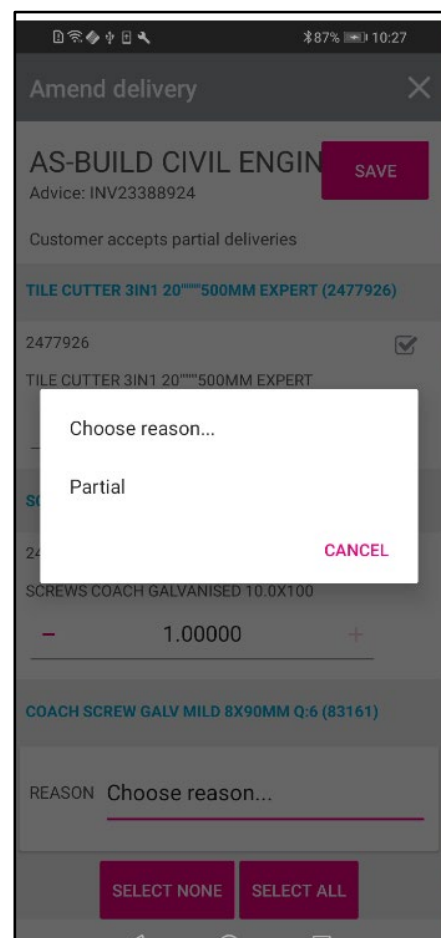 87% 10:27
Amend delivery
AS-BUILD CIVIL ENGIN
SAVE
Advice: INV23388924
Customer accepts partial deliveries
TILE CUTTER 3IN1 20"""""500MM EXPERT (2477926)
2477926
TILE CUTTER 3IN1 20"""""500MM EXPERT
Choose reason...
Partial
CANCEL
SCREWS COACH GALVANISED 10.0X100
− 1.00000 +
COACH SCREW GALV MILD 8X90MM Q:6 (83161)
REASON Choose reason...
SELECT NONE SELECT ALL